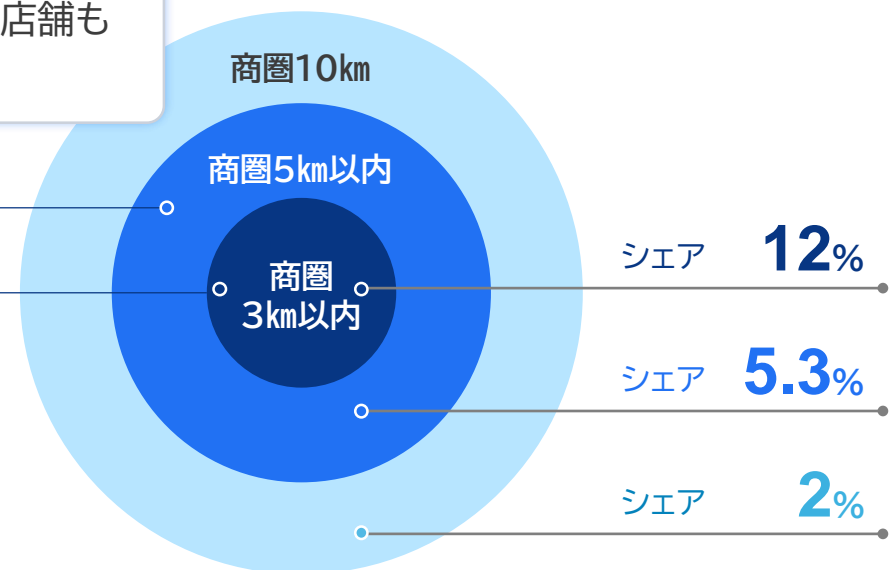 店舗も
商圏10㎞
商圏5㎞以内
商圏
3㎞以内
シェア 12%
シェア 5.3%
シェア 2%